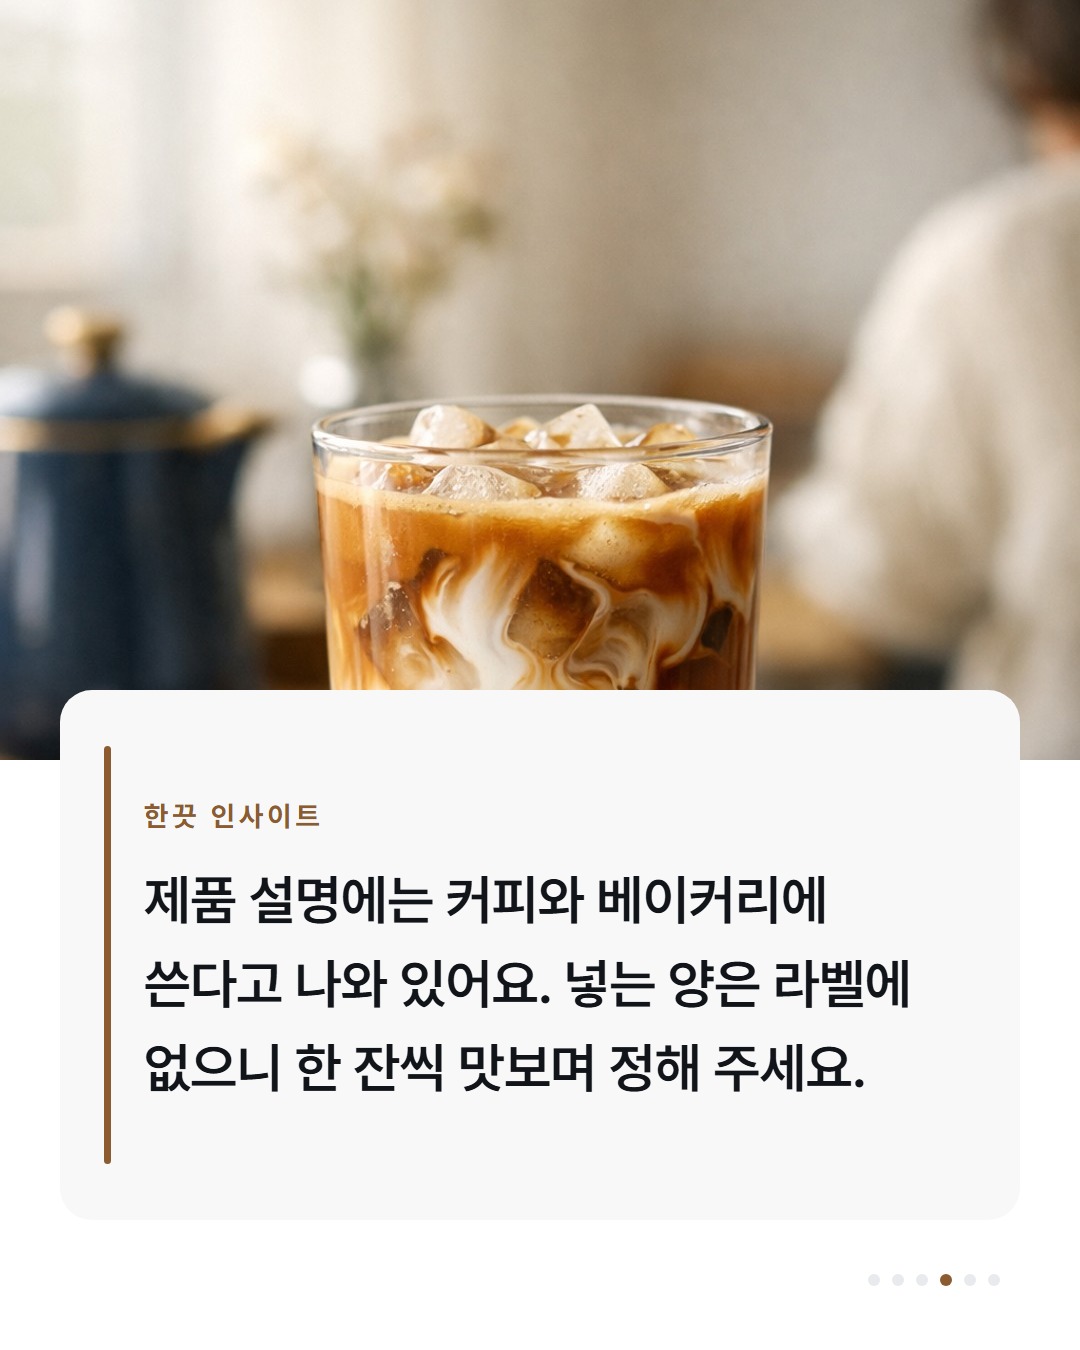 한끗 인사이트
제품 설명에는 커피와 베이커리에
쓴다고 나와 있어요. 넣는 양은 라벨에
없으니 한 잔씩 맛보며 정해 주세요.